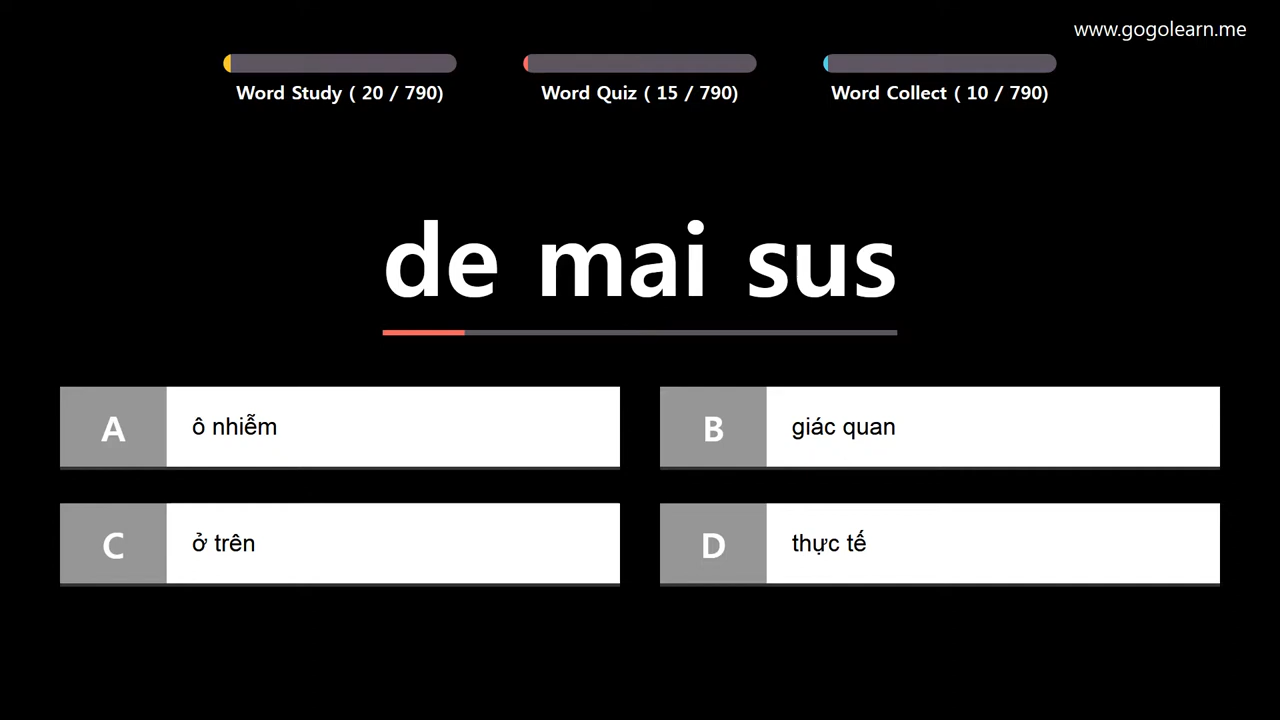 www.gogolearn.me
Word Study ( 20 / 790)
Word Quiz ( 15 / 790)
Word Collect ( 10 / 790)
de mai sus
A
ô nhiễm
B
giác quan
C
ở trên
D
thực tế